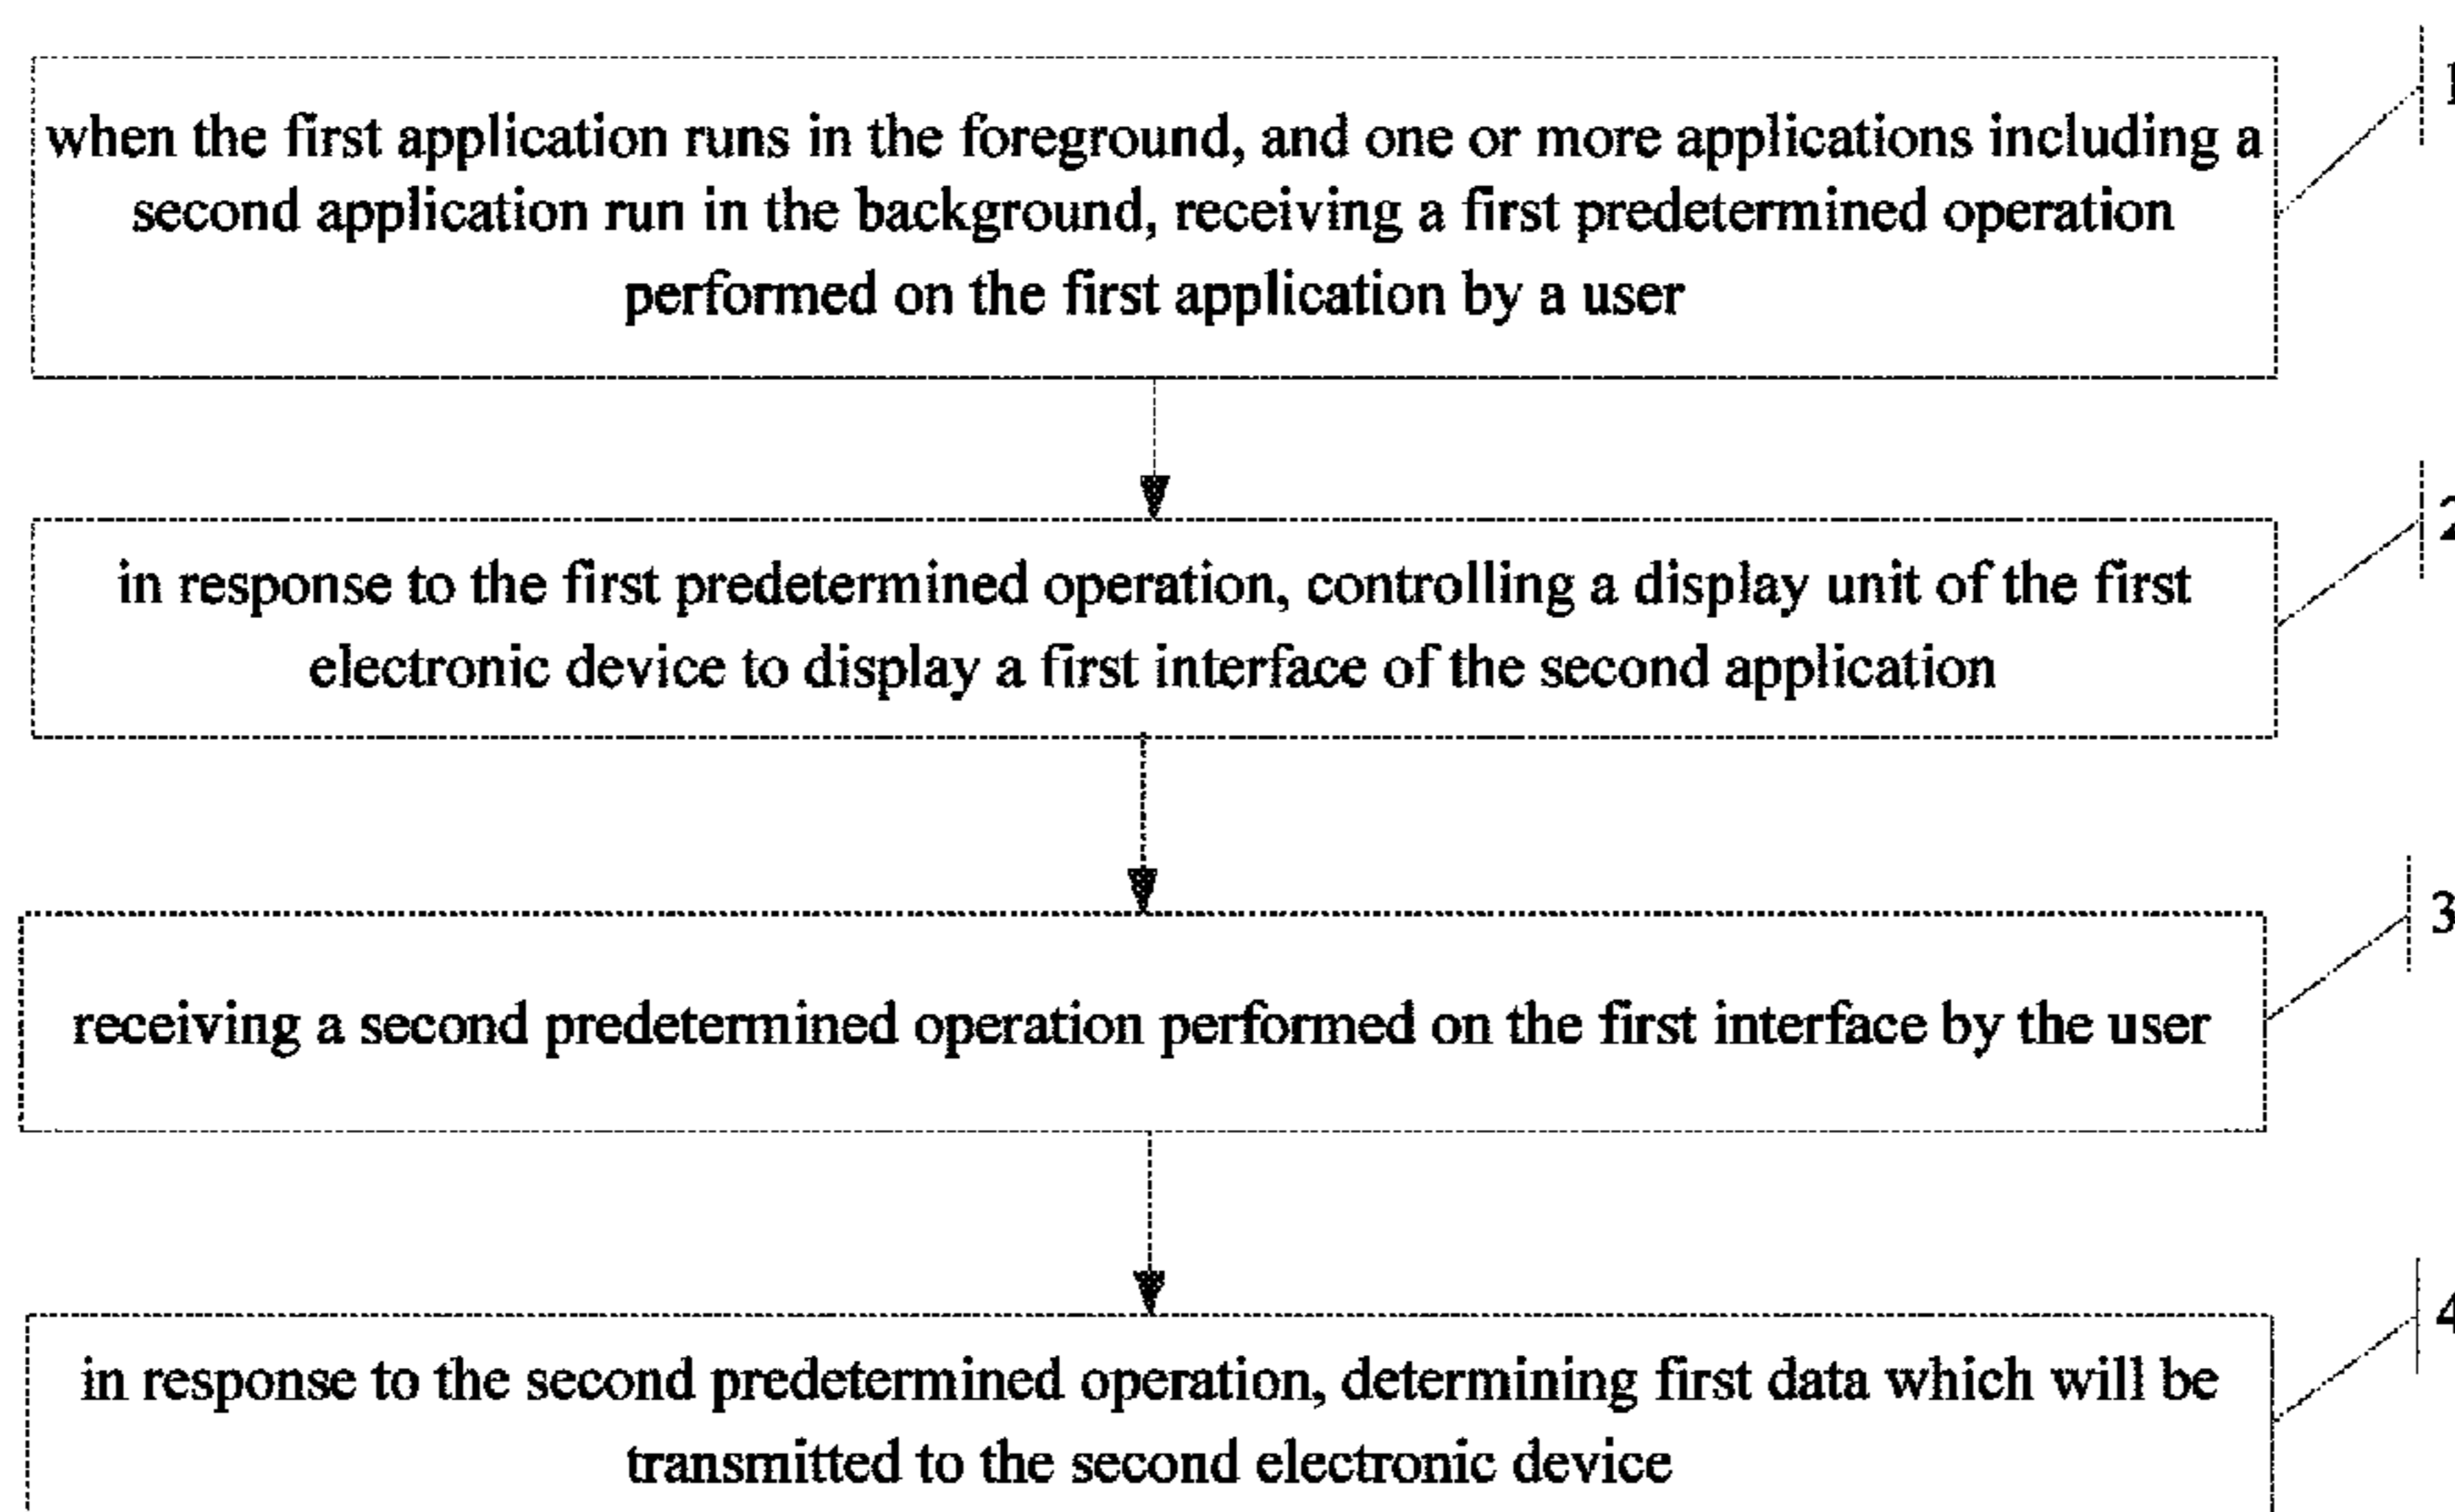 1
when the first application runs in the foreground, and one or more applications including a
second application run in the background, receiving a first predetermined operation
performed on the first application by a user
2
in response to the first predetermined operation, controlling a display unit of the first
electronic device to display a first interface of the second application
3
receiving a second predetermined operation performed on the first interface by the user
4
in response to the second predetermined operation, determining first data which will be
transmitted to the second electronic device